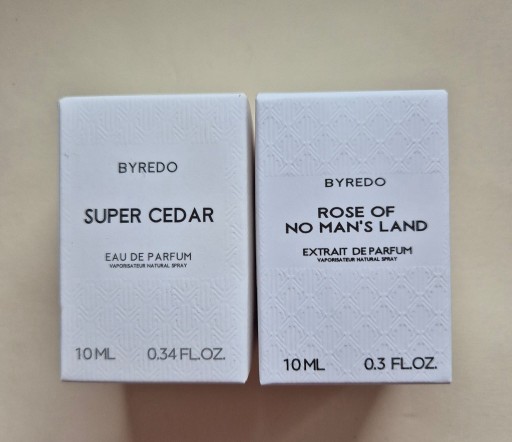 BYREDO
SUPER CEDAR
EAU DE PARFUM
VAPORISATEUR NATURAL SPRAY
10 ML 0.34 FL.OZ.
BYREDO
ROSE OF
NO MAN'S LAND
EXTRAIT DE PARFUM
VAPORISATEUR NATURAL SPRAY
10 ML 0.3 FL.OZ.